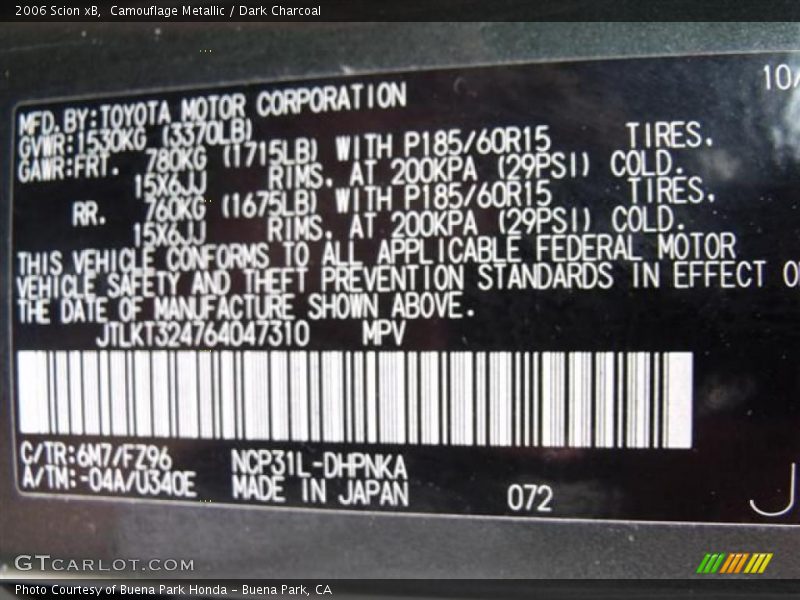 2006 Scion xB, Camouflage Metallic / Dark Charcoal
10/
MFD.BY:TOYOTA MOTOR CORPORATION
GVWR:1530KG (3370LB)
GAWR:FRT. 780KG (1715LB) WITH P185/60R15 TIRES.
15X6JJ RIMS. AT 200KPA (29PSI) COLD.
RR. 760KG (1675LB) WITH P185/60R15 TIRES.
15X6JJ RIMS. AT 200KPA (29PSI) COLD.
THIS VEHICLE CONFORMS TO ALL APPLICABLE FEDERAL MOTOR
VEHICLE SAFETY AND THEFT PREVENTION STANDARDS IN EFFECT O
THE DATE OF MANUFACTURE SHOWN ABOVE.
JTLKT324764047310 MPV
C/TR:6M7/FZ96 NCP31L-DHPNKA
A/TM:-04A/U340E MADE IN JAPAN 072 J
GTCARLOT.COM
Photo Courtesy of Buena Park Honda - Buena Park, CA